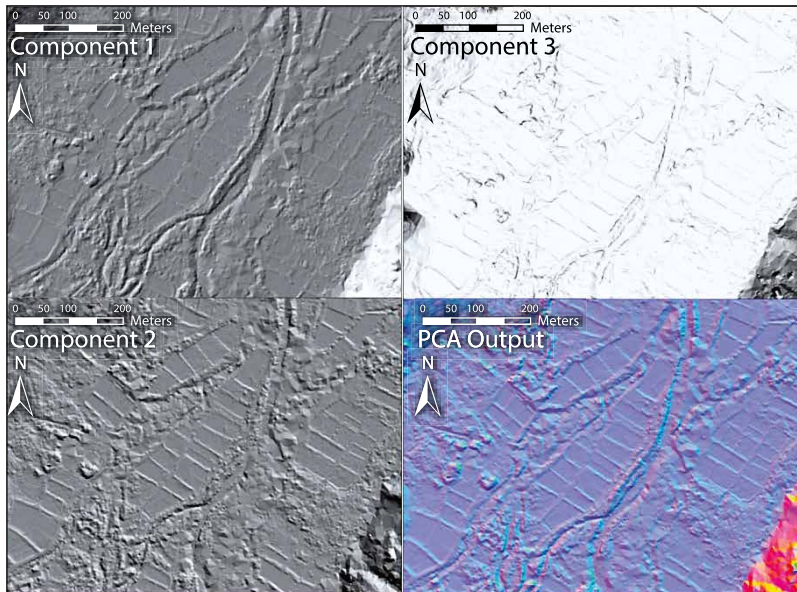 0 50 100 200
Meters
Component 1
N
0 50 100 200
Meters
Component 3
N
0 50 100 200
Meters
Component 2
N
0 50 100 200
Meters
PCA Output
N